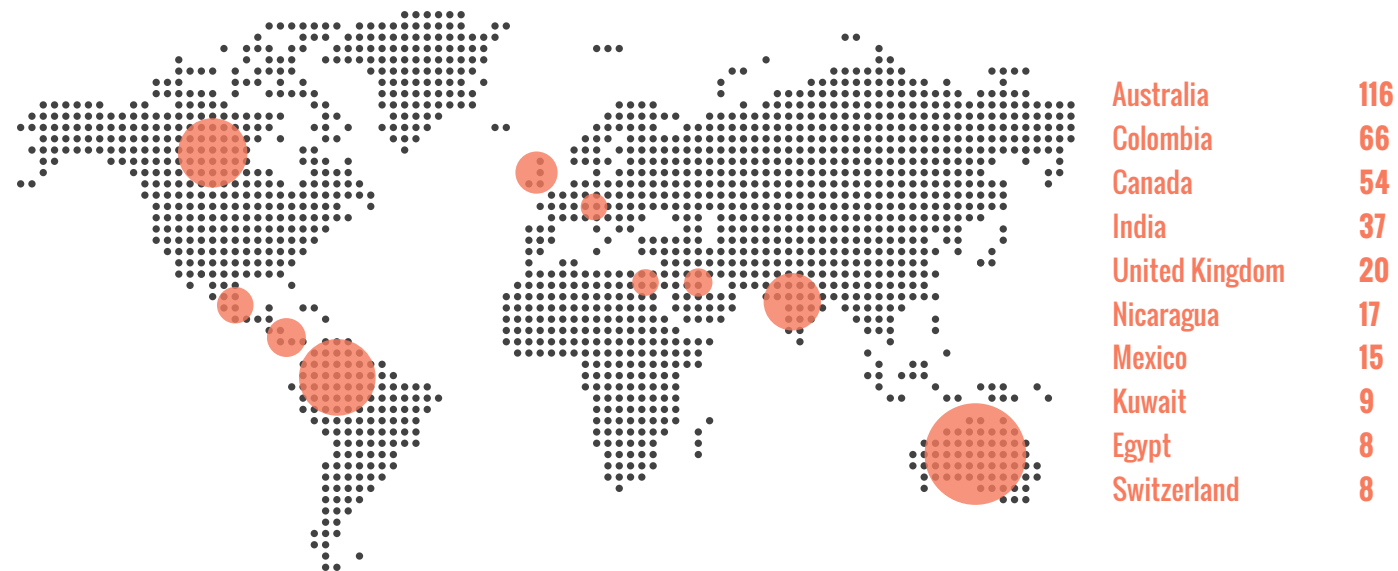 Australia 116
Colombia 66
Canada 54
India 37
United Kingdom 20
Nicaragua 17
Mexico 15
Kuwait 9
Egypt 8
Switzerland 8